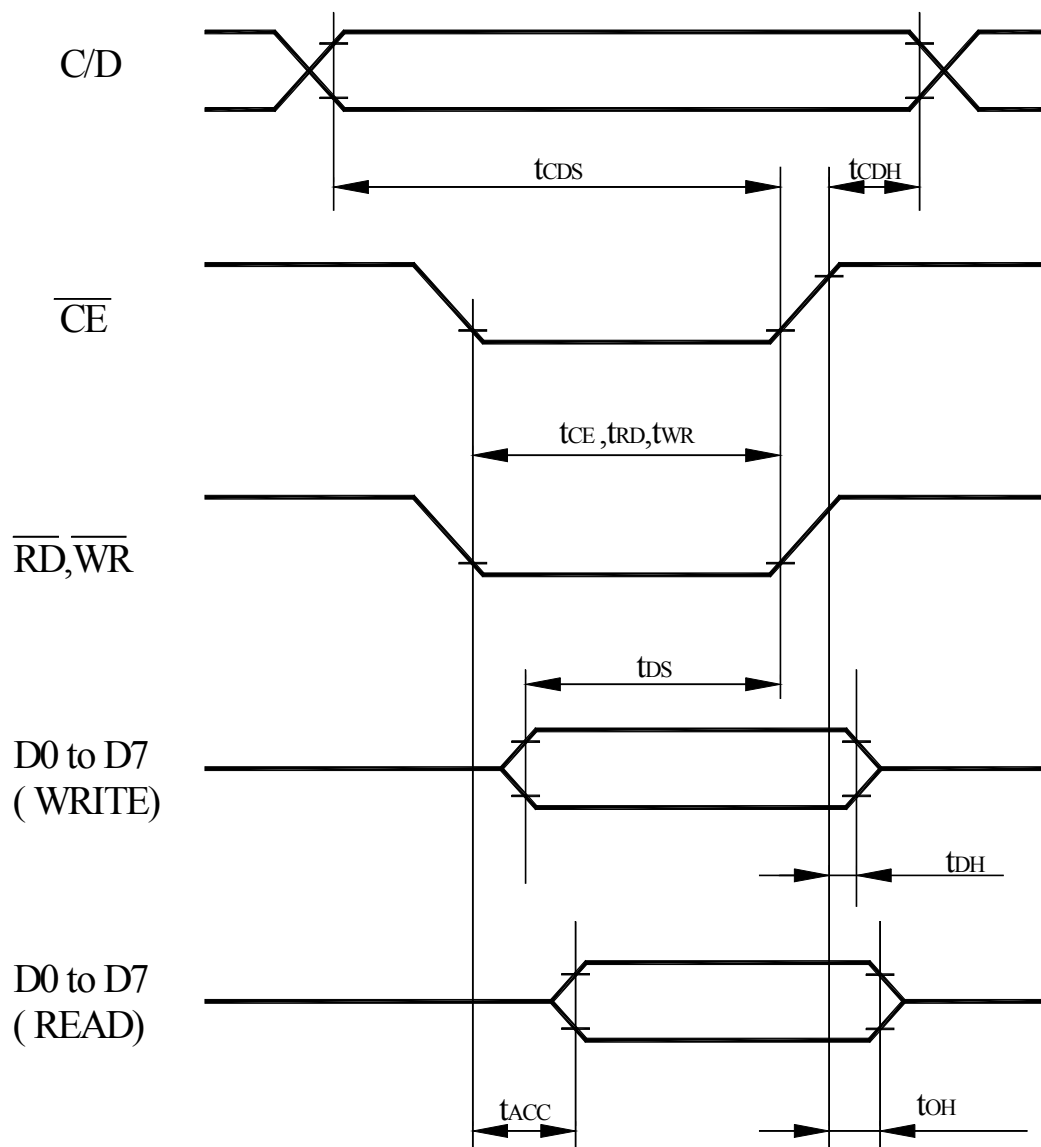 C/D
tCDS
tCDH
CE
tCE ,tRD,tWR
RD,WR
tDS
D0 to D7
( WRITE)
tDH
D0 to D7
( READ)
tACC
tOH